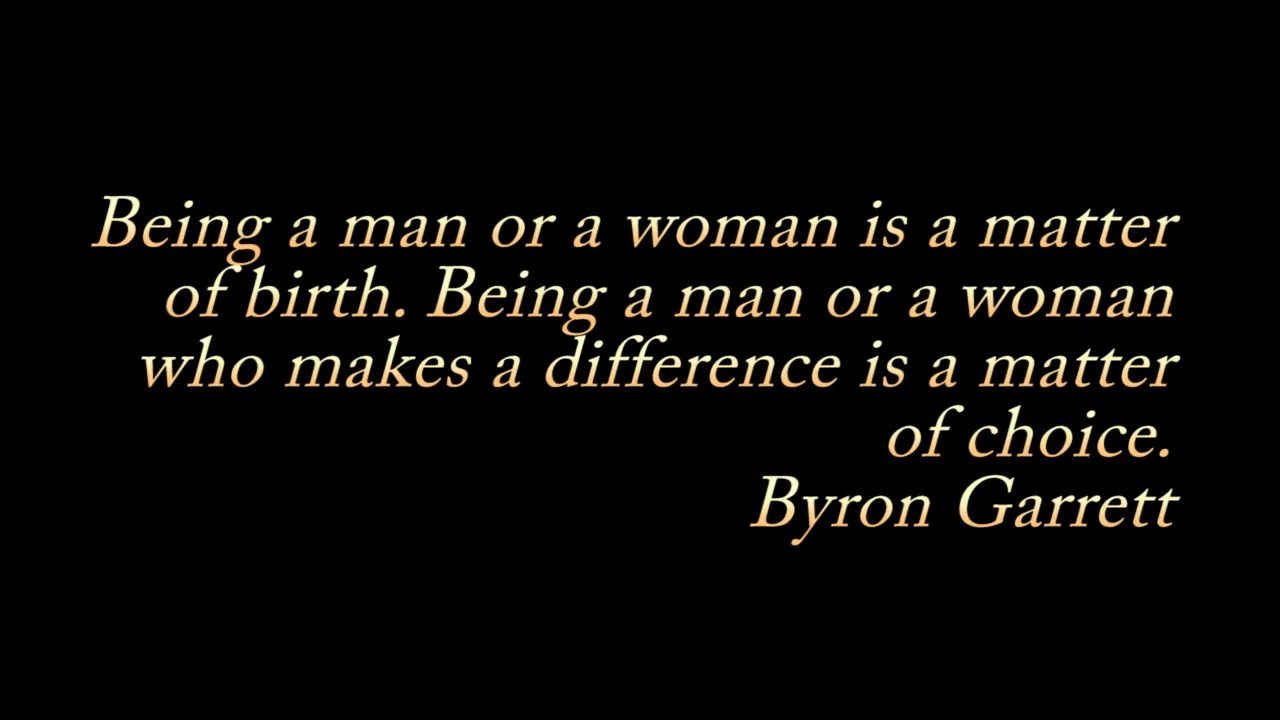 Being a man or a woman is a matter
of birth. Being a man or a woman
who makes a difference is a matter
of choice.
Byron Garrett